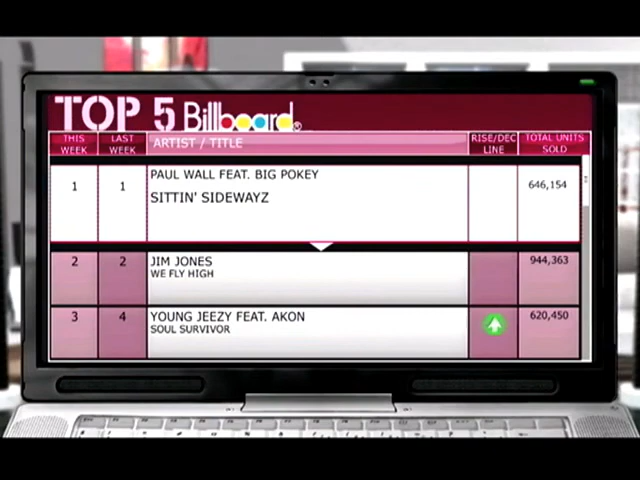 TOP 5 Billboard®
THIS WEEK LAST WEEK ARTIST / TITLE RISE/DEC LINE TOTAL UNITS SOLD
1 1 PAUL WALL FEAT. BIG POKEY 646,154
SITTIN' SIDEWAYZ
2 2 JIM JONES 944,363
WE FLY HIGH
3 4 YOUNG JEEZY FEAT. AKON 620,450
SOUL SURVIVOR